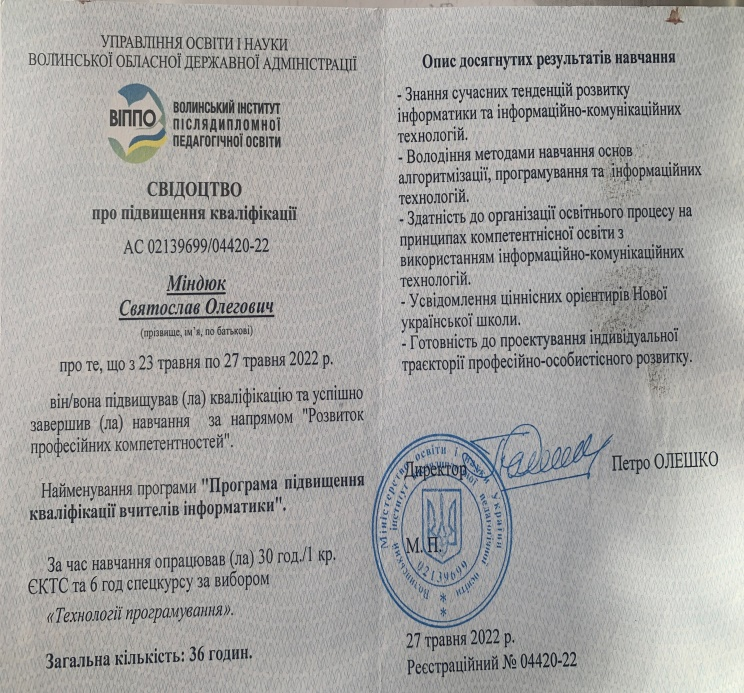 УПРАВЛІННЯ ОСВІТИ І НАУКИ
ВОЛИНСЬКОЇ ОБЛАСНОЇ ДЕРЖАВНОЇ АДМІНІСТРАЦІЇ
ВІППО
ВОЛИНСЬКИЙ ІНСТИТУТ
ПІСЛЯДИПЛОМНОЇ
ПЕДАГОГІЧНОЇ ОСВІТИ
СВІДОЦТВО
про підвищення кваліфікації
АС 02139699/04420-22
Міндюк
Святослав Олегович
(прізвище, ім’я, по батькові)
про те, що з 23 травня по 27 травня 2022 р.
він/вона підвищував (ла) кваліфікацію та успішно
завершив (ла) навчання за напрямом "Розвиток
професійних компетентностей".
Найменування програми "Програма підвищення
кваліфікації вчителів інформатики".
За час навчання опрацював (ла) 30 год./1 кр.
ЄКТС та 6 год спецкурсу за вибором
«Технології програмування».
Загальна кількість: 36 годин.
Опис досягнутих результатів навчання
- Знання сучасних тенденцій розвитку
інформатики та інформаційно-комунікаційних
технологій.
- Володіння методами навчання основ
алгоритмізації, програмування та інформаційних
технологій.
- Здатність до організації освітнього процесу на
принципах компетентнісної освіти з
використанням інформаційно-комунікаційних
технологій.
- Усвідомлення ціннісних орієнтирів Нової
української школи.
- Готовність до проектування індивідуальної
траєкторії професійно-особистісного розвитку.
Директор
Петро ОЛЕШКО
М. П.
Міністерство освіти і науки України
Волинський інститут післядипломної педагогічної освіти
02139699
27 травня 2022 р.
Реєстраційний № 04420-22